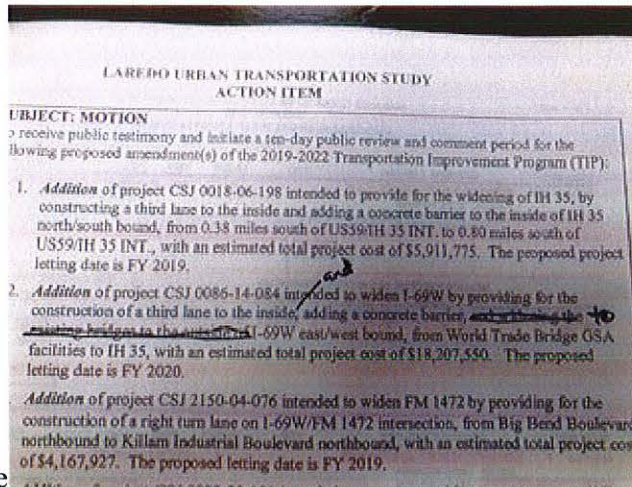 LAREDO URBAN TRANSPORTATION STUDY
ACTION ITEM
UBJECT: MOTION
o receive public testimony and initiate a ten-day public review and comment period for the
llowing proposed amendment(s) of the 2019-2022 Transportation Improvement Program (TIP):
1. Addition of project CSJ 0018-06-198 intended to provide for the widening of IH 35, by
constructing a third lane to the inside and adding a concrete barrier to the inside of IH 35
north/south bound, from 0.38 miles south of US59/IH 35 INT. to 0.80 miles south of
US59/IH 35 INT., with an estimated total project cost of $5,911,775. The proposed project
letting date is FY 2019.
and
2. Addition of project CSJ 0086-14-084 intended to widen I-69W by providing for the
construction of a third lane to the inside, adding a concrete barrier, and widening the to
existing bridges to the I-69W east/west bound, from World Trade Bridge GSA
facilities to IH 35, with an estimated total project cost of $18,207,550. The proposed
letting date is FY 2020.
Addition of project CSJ 2150-04-076 intended to widen FM 1472 by providing for the
construction of a right turn lane on I-69W/FM 1472 intersection, from Big Bend Boulevard
northbound to Killam Industrial Boulevard northbound, with an estimated total project cos
of $4,167,927. The proposed letting date is FY 2019.
e